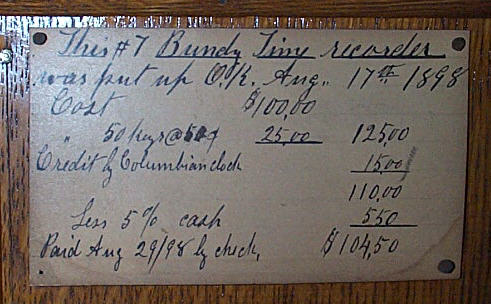 This #7 Bundy Time recorder
was put up O.K. Aug. 17th 1898
Cost $100,00
" 50 keys @ 50¢ 25,00 125,00
Credit by Columbian clock 15,00
110,00
Less 5% cash 550
Paid Aug 29/98 by check, $104,50